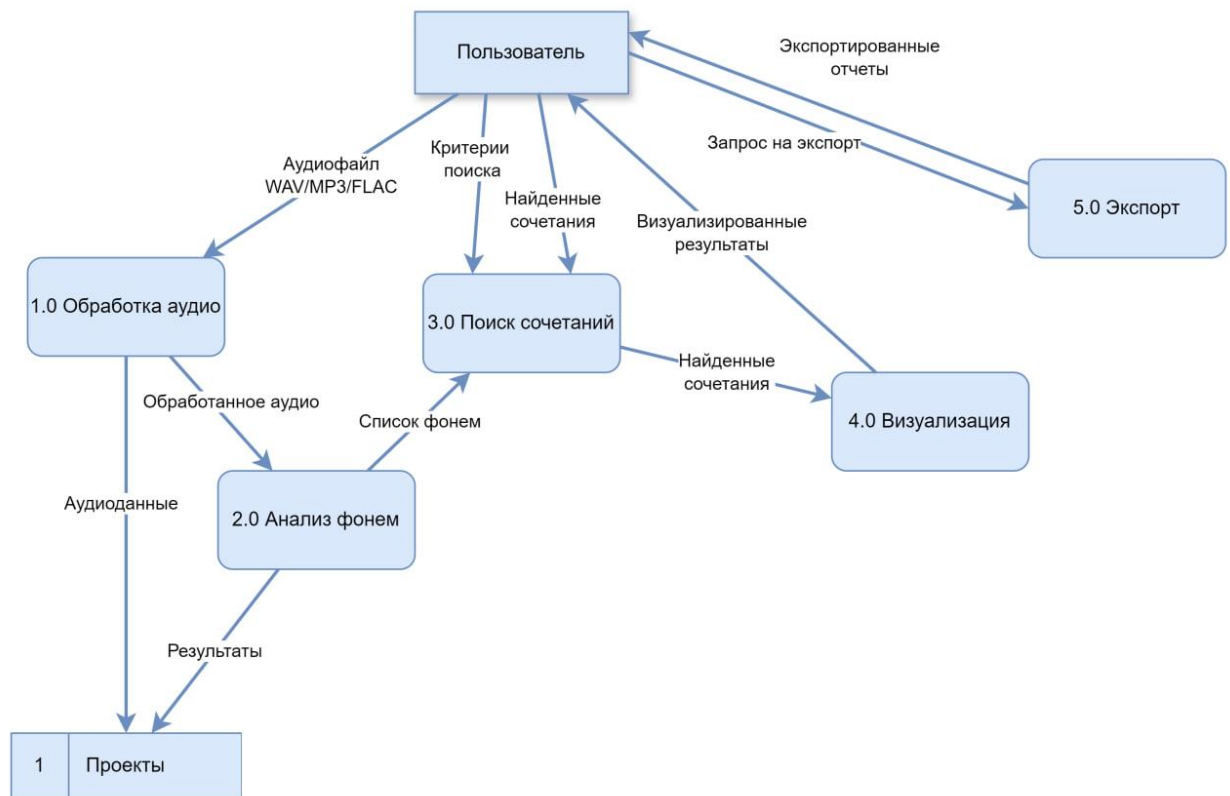 Пользователь
Экспортированные
отчеты
Запрос на экспорт
Аудиофайл
WAV/MP3/FLAC
Критерии
поиска
Найденные
сочетания
Визуализированные
результаты
5.0 Экспорт
1.0 Обработка аудио
3.0 Поиск сочетаний
Найденные
сочетания
4.0 Визуализация
Обработанное аудио
Список фонем
Аудиоданные
2.0 Анализ фонем
Результаты
1
Проекты